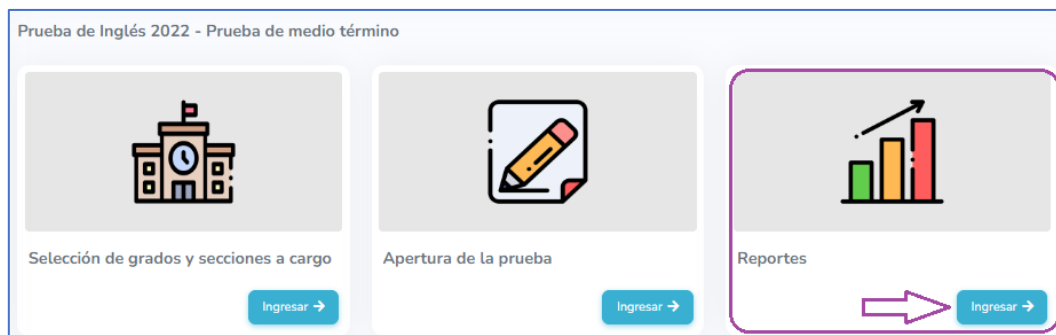 Prueba de Inglés 2022 - Prueba de medio término
Selección de grados y secciones a cargo
Ingresar →
Apertura de la prueba
Ingresar →
Reportes
Ingresar →